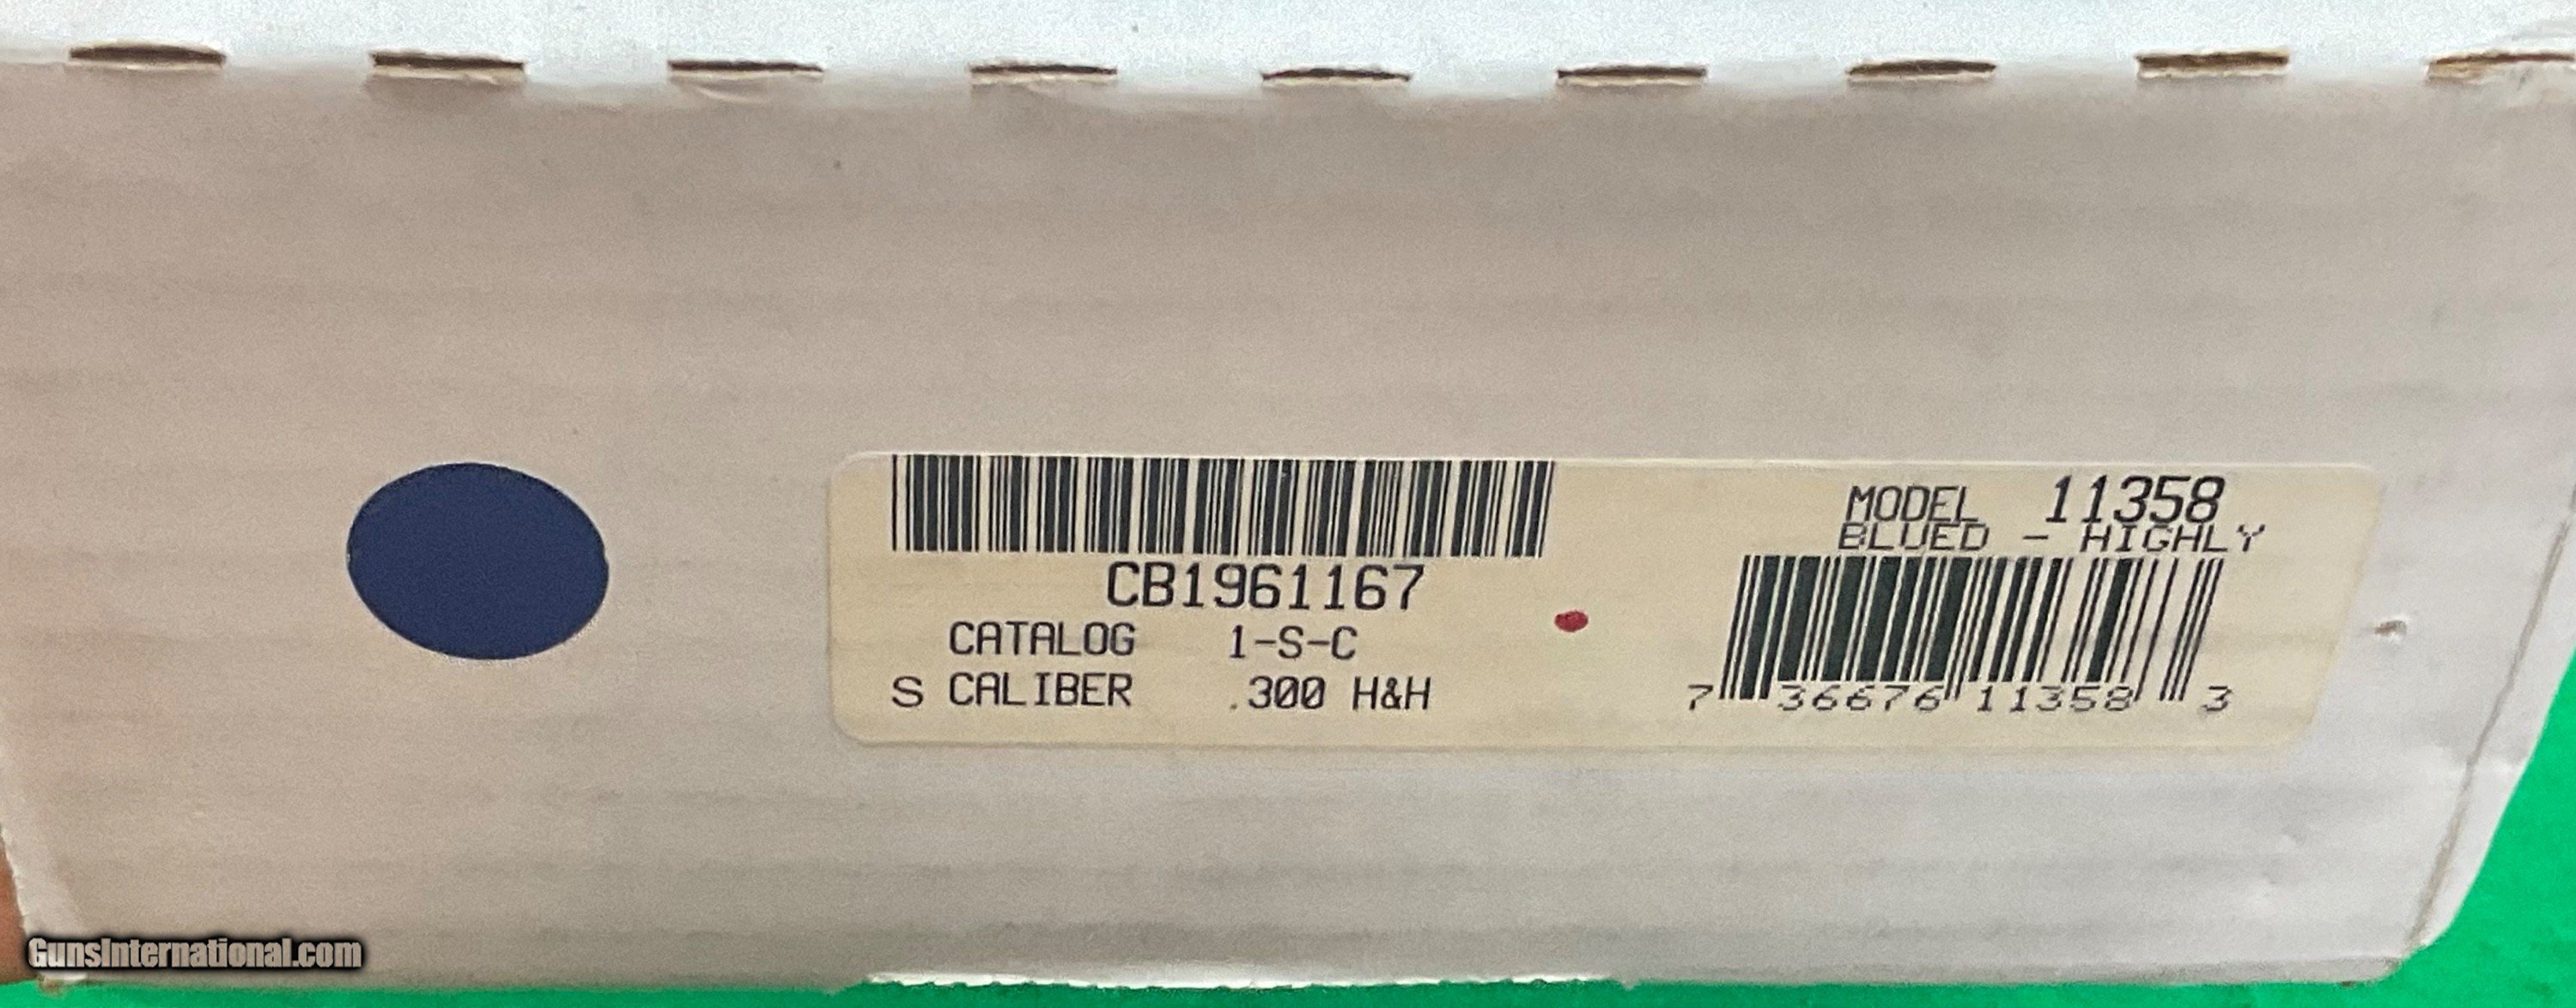 CB1961167
CATALOG 1-S-C
S CALIBER .300 H&H
MODEL 11358
BLUED - HIGHLY
7 36676 11358 3
GunsInternational.com